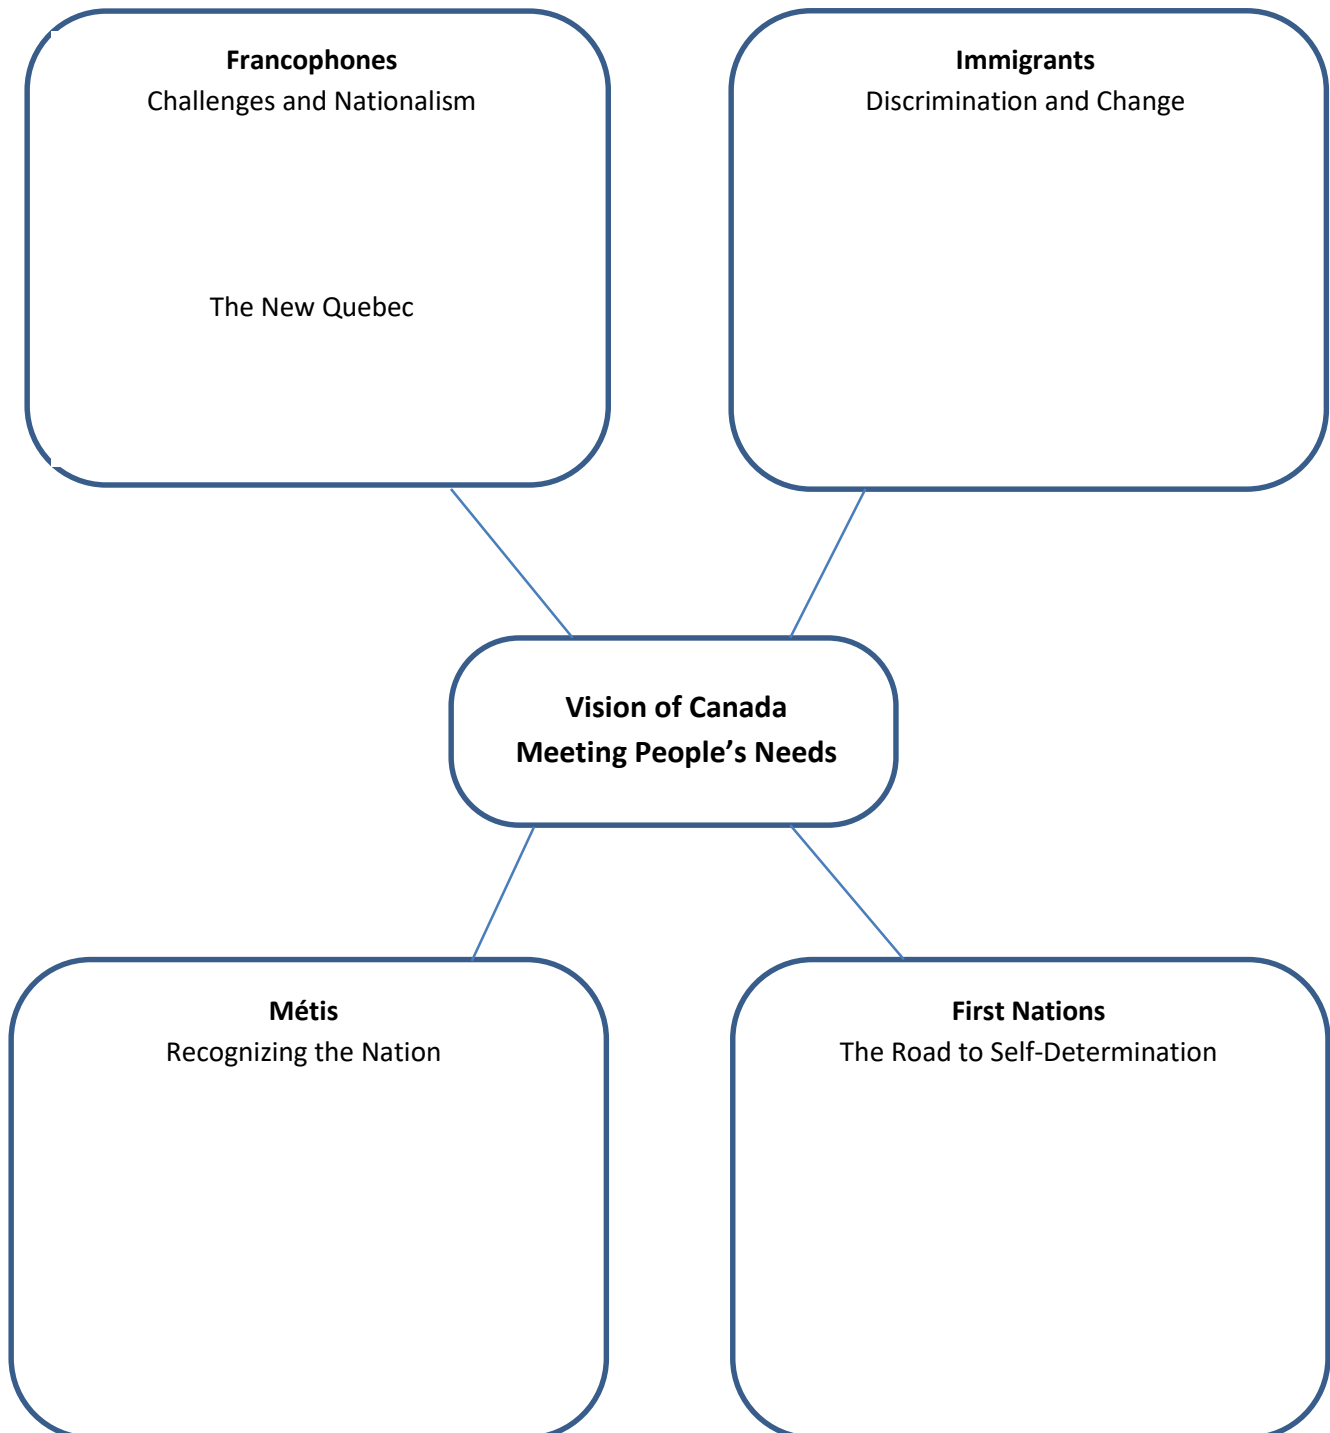 Francophones
Challenges and Nationalism
The New Quebec
Immigrants
Discrimination and Change
Vision of Canada
Meeting People’s Needs
Métis
Recognizing the Nation
First Nations
The Road to Self-Determination